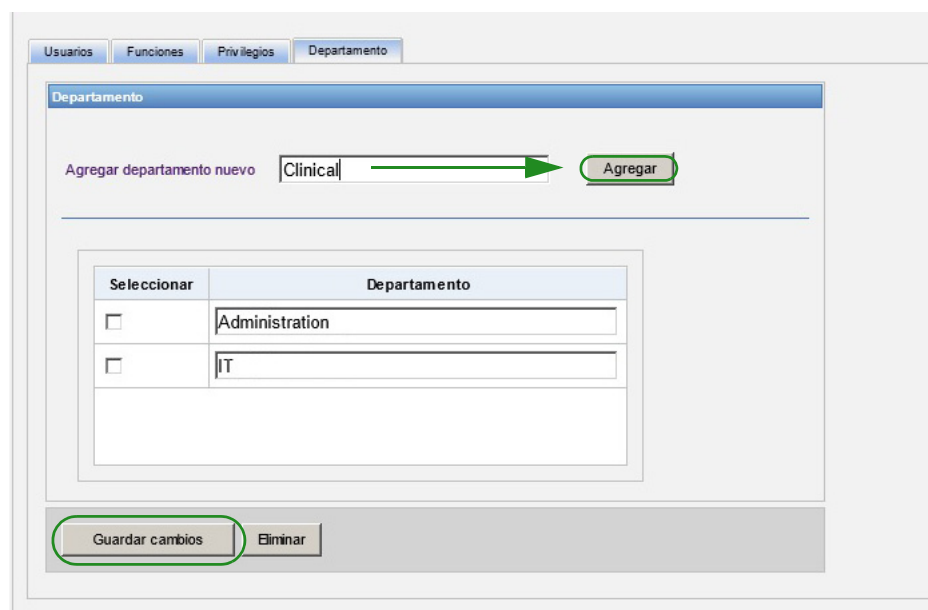 Usuarios Funciones Privilegios Departamento
Departamento
Agregar departamento nuevo Clinical Agregar
Seleccionar Departamento
Administration
IT
Guardar cambios Eliminar